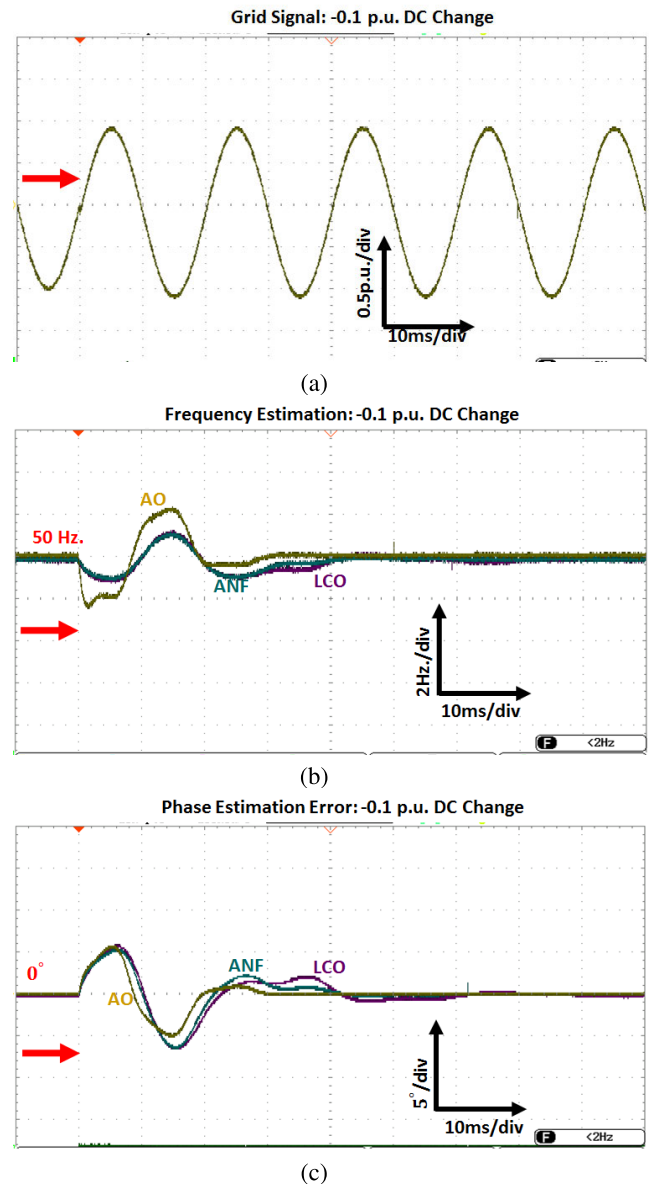 Grid Signal: -0.1 p.u. DC Change
0.5p.u./div
10ms/div
(a)
Frequency Estimation: -0.1 p.u. DC Change
AO
50 Hz.
ANF
LCO
2Hz./div
10ms/div
F <2Hz
(b)
Phase Estimation Error: -0.1 p.u. DC Change
0°
ANF
LCO
AO
5°/div
10ms/div
F <2Hz
(c)